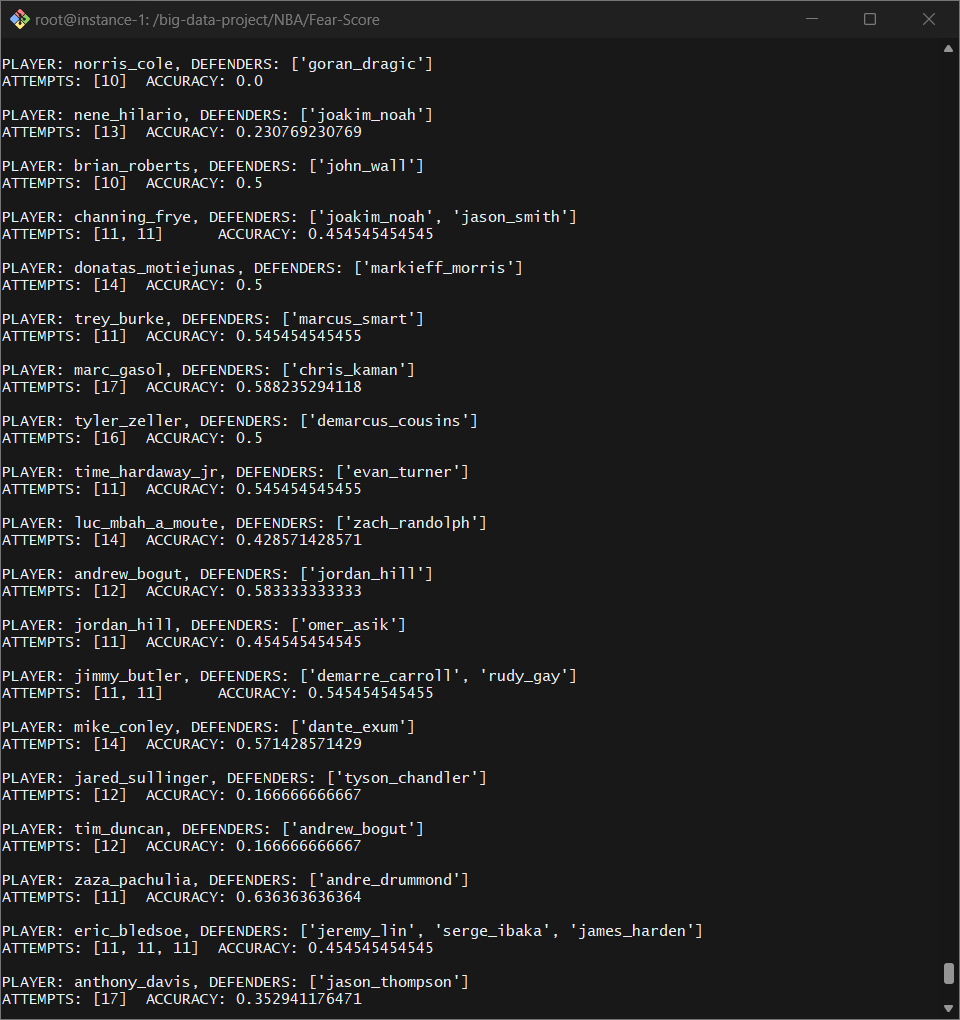 root@instance-1: /big-data-project/NBA/Fear-Score
PLAYER: norris_cole, DEFENDERS: ['goran_dragic']
ATTEMPTS: [10]  ACCURACY: 0.0
PLAYER: nene_hilario, DEFENDERS: ['joakim_noah']
ATTEMPTS: [13]  ACCURACY: 0.230769230769
PLAYER: brian_roberts, DEFENDERS: ['john_wall']
ATTEMPTS: [10]  ACCURACY: 0.5
PLAYER: channing_frye, DEFENDERS: ['joakim_noah', 'jason_smith']
ATTEMPTS: [11, 11]      ACCURACY: 0.454545454545
PLAYER: donatas_motiejunas, DEFENDERS: ['markieff_morris']
ATTEMPTS: [14]  ACCURACY: 0.5
PLAYER: trey_burke, DEFENDERS: ['marcus_smart']
ATTEMPTS: [11]  ACCURACY: 0.545454545455
PLAYER: marc_gasol, DEFENDERS: ['chris_kaman']
ATTEMPTS: [17]  ACCURACY: 0.588235294118
PLAYER: tyler_zeller, DEFENDERS: ['demarcus_cousins']
ATTEMPTS: [16]  ACCURACY: 0.5
PLAYER: time_hardaway_jr, DEFENDERS: ['evan_turner']
ATTEMPTS: [11]  ACCURACY: 0.545454545455
PLAYER: luc_mbah_a_moute, DEFENDERS: ['zach_randolph']
ATTEMPTS: [14]  ACCURACY: 0.428571428571
PLAYER: andrew_bogut, DEFENDERS: ['jordan_hill']
ATTEMPTS: [12]  ACCURACY: 0.583333333333
PLAYER: jordan_hill, DEFENDERS: ['omer_asik']
ATTEMPTS: [11]  ACCURACY: 0.454545454545
PLAYER: jimmy_butler, DEFENDERS: ['demarre_carroll', 'rudy_gay']
ATTEMPTS: [11, 11]      ACCURACY: 0.545454545455
PLAYER: mike_conley, DEFENDERS: ['dante_exum']
ATTEMPTS: [14]  ACCURACY: 0.571428571429
PLAYER: jared_sullinger, DEFENDERS: ['tyson_chandler']
ATTEMPTS: [12]  ACCURACY: 0.166666666667
PLAYER: tim_duncan, DEFENDERS: ['andrew_bogut']
ATTEMPTS: [12]  ACCURACY: 0.166666666667
PLAYER: zaza_pachulia, DEFENDERS: ['andre_drummond']
ATTEMPTS: [11]  ACCURACY: 0.636363636364
PLAYER: eric_bledsoe, DEFENDERS: ['jeremy_lin', 'serge_ibaka', 'james_harden']
ATTEMPTS: [11, 11, 11]  ACCURACY: 0.454545454545
PLAYER: anthony_davis, DEFENDERS: ['jason_thompson']
ATTEMPTS: [17]  ACCURACY: 0.352941176471